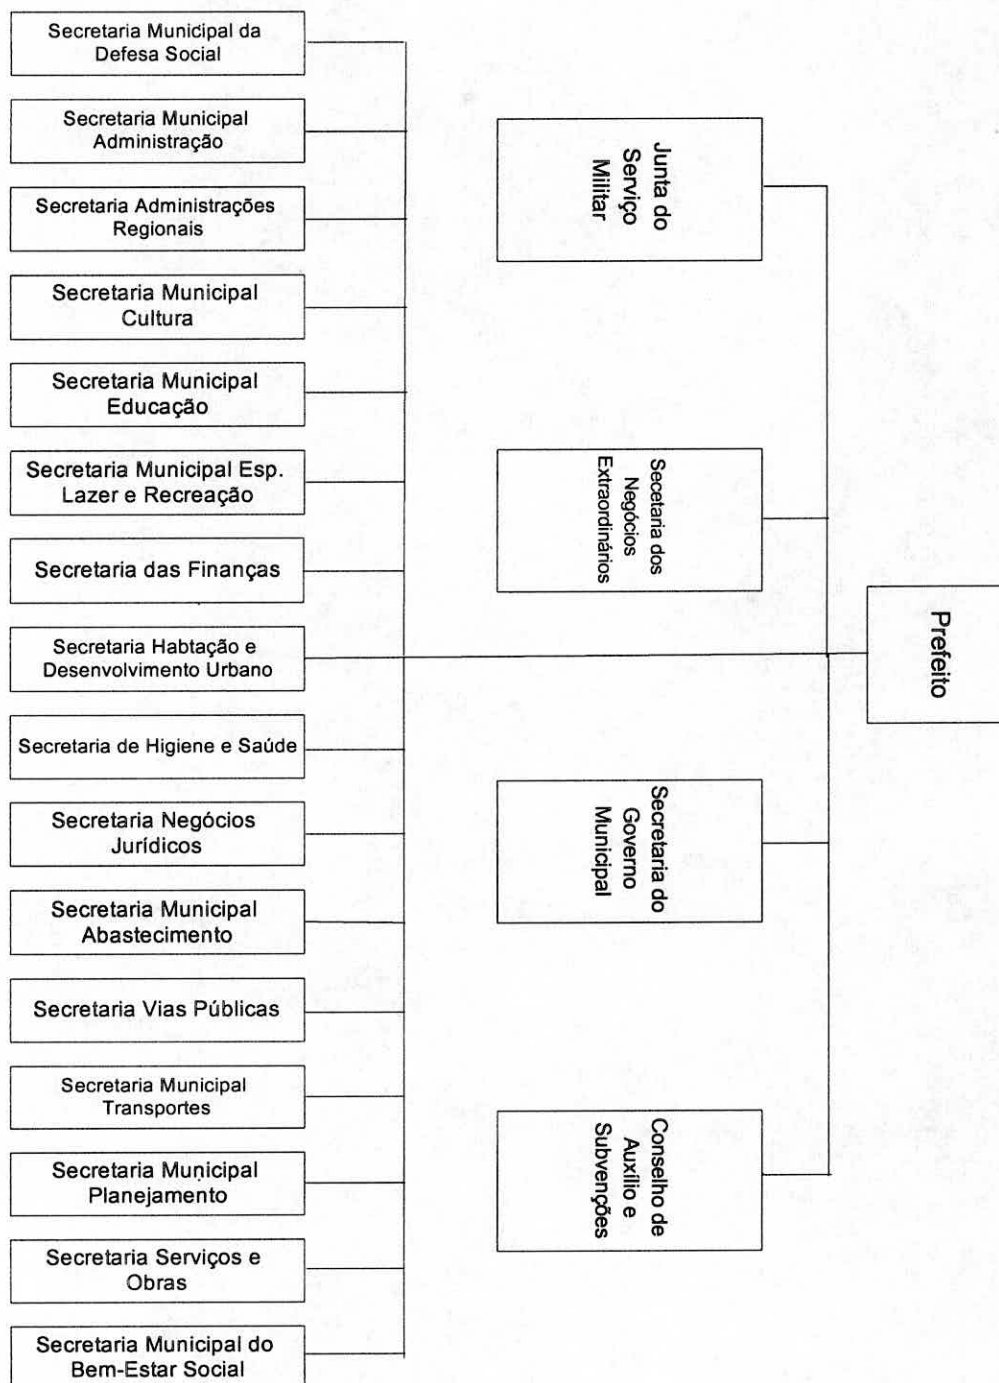 Secretaria Municipal da
Defesa Social
Secretaria Municipal
Administração
Secretaria Administrações
Regionais
Secretaria Municipal
Cultura
Secretaria Municipal
Educação
Secretaria Municipal Esp.
Lazer e Recreação
Secretaria das Finanças
Secretaria Habtação e
Desenvolvimento Urbano
Secretaria de Higiene e Saúde
Secretaria Negócios
Jurídicos
Secretaria Municipal
Abastecimento
Secretaria Vias Públicas
Secretaria Municipal
Transportes
Secretaria Municipal
Planejamento
Secretaria Serviços e
Obras
Secretaria Municipal do
Bem-Estar Social
Junta do
Serviço
Militar
Secetaria dos
Negócios
Extraordinários
Secretaria do
Governo
Municipal
Conselho de
Auxílio e
Subvenções
Prefeito